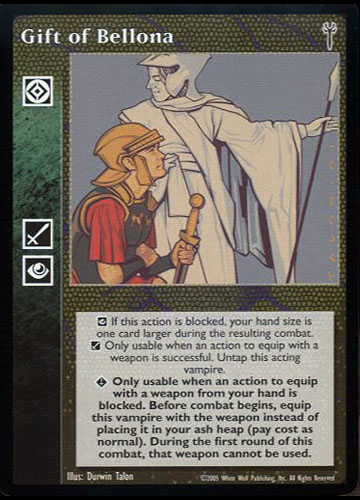 Gift of Bellona
If this action is blocked, your hand size is
one card larger during the resulting combat.
Only usable when an action to equip with a
weapon is successful. Untap this acting
vampire.
Only usable when an action to equip
with a weapon from your hand is
blocked. Before combat begins, equip
this vampire with the weapon instead of
placing it in your ash heap (pay cost as
normal). During the first round of this
combat, that weapon cannot be used.
Illus: Durwin Talon
©2005 White Wolf Publishing, Inc. All Rights Reserved